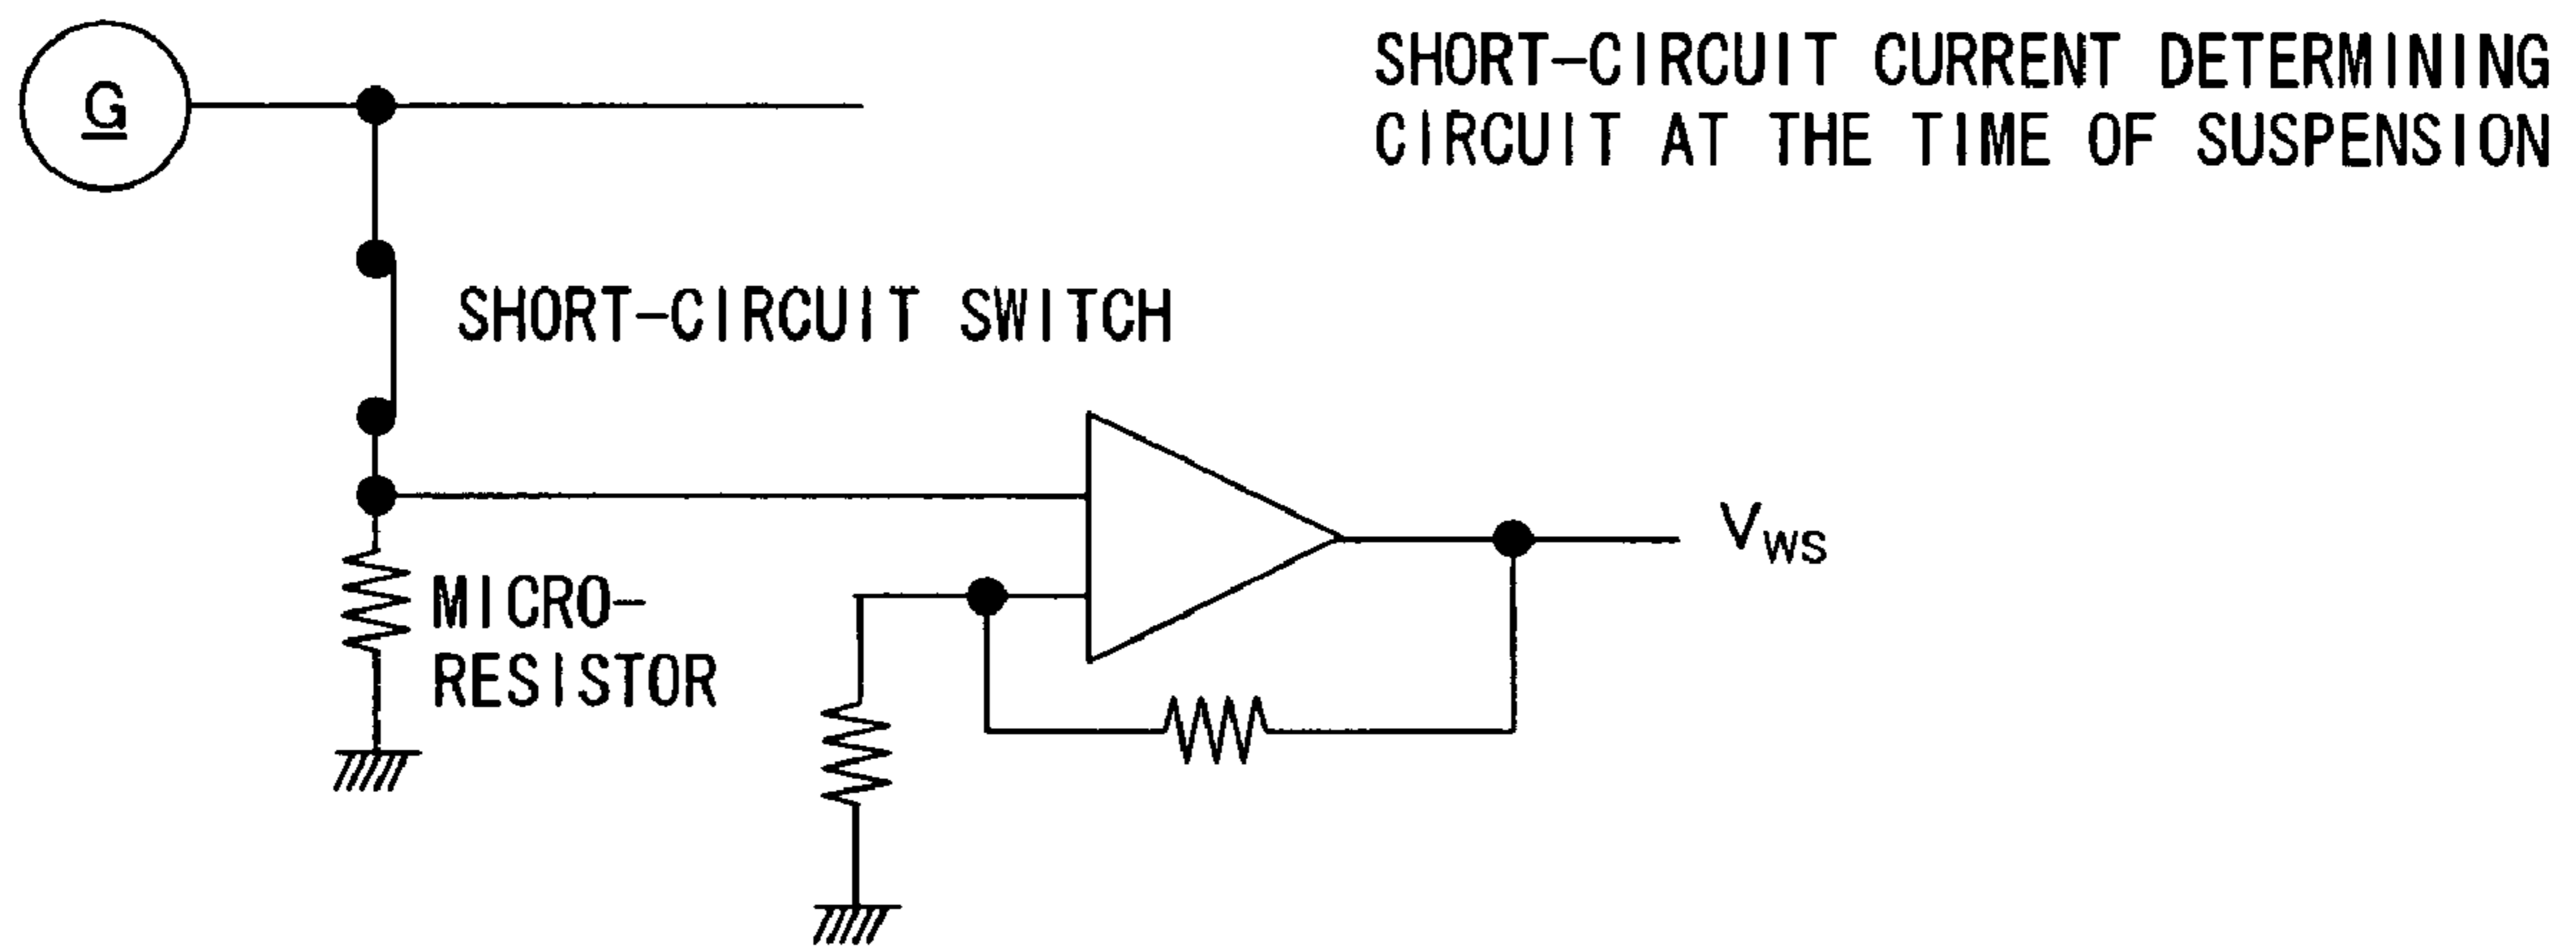 G
SHORT-CIRCUIT CURRENT DETERMINING
CIRCUIT AT THE TIME OF SUSPENSION
SHORT-CIRCUIT SWITCH
MICRO-
RESISTOR
VWS